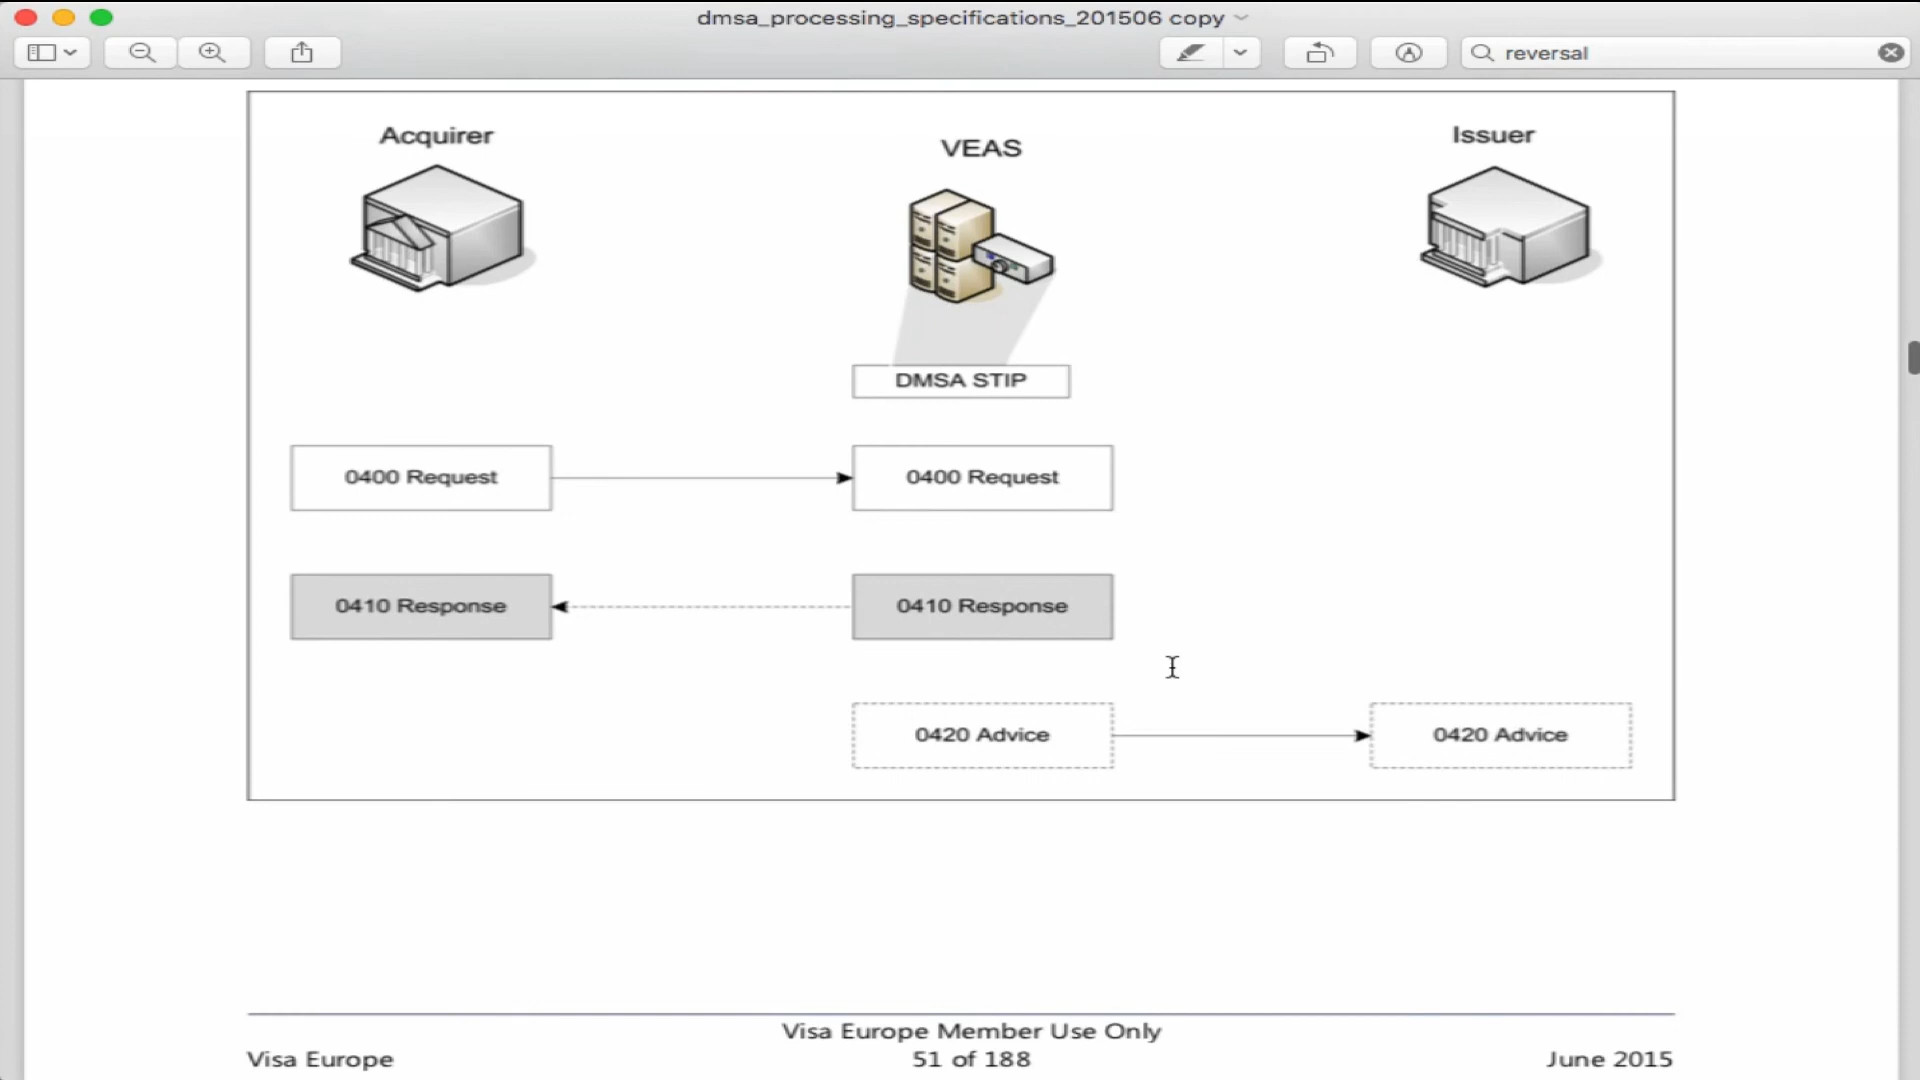 dmsa_processing_specifications_201506 copy
reversal
Acquirer
VEAS
Issuer
DMSA STIP
0400 Request
0400 Request
0410 Response
0410 Response
0420 Advice
0420 Advice
Visa Europe Member Use Only
Visa Europe
51 of 188
June 2015